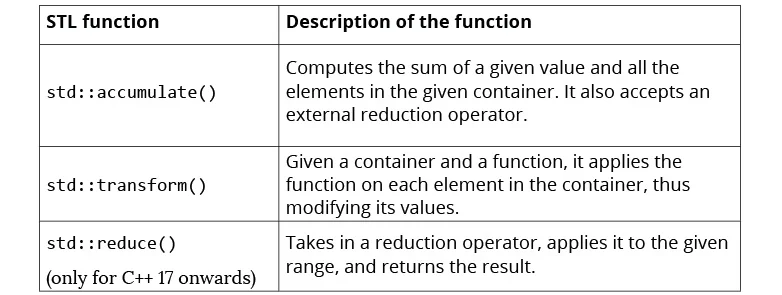 STL function
Description of the function
std::accumulate()
Computes the sum of a given value and all the
elements in the given container. It also accepts an
external reduction operator.
std::transform()
Given a container and a function, it applies the
function on each element in the container, thus
modifying its values.
std::reduce()
(only for C++ 17 onwards)
Takes in a reduction operator, applies it to the given
range, and returns the result.